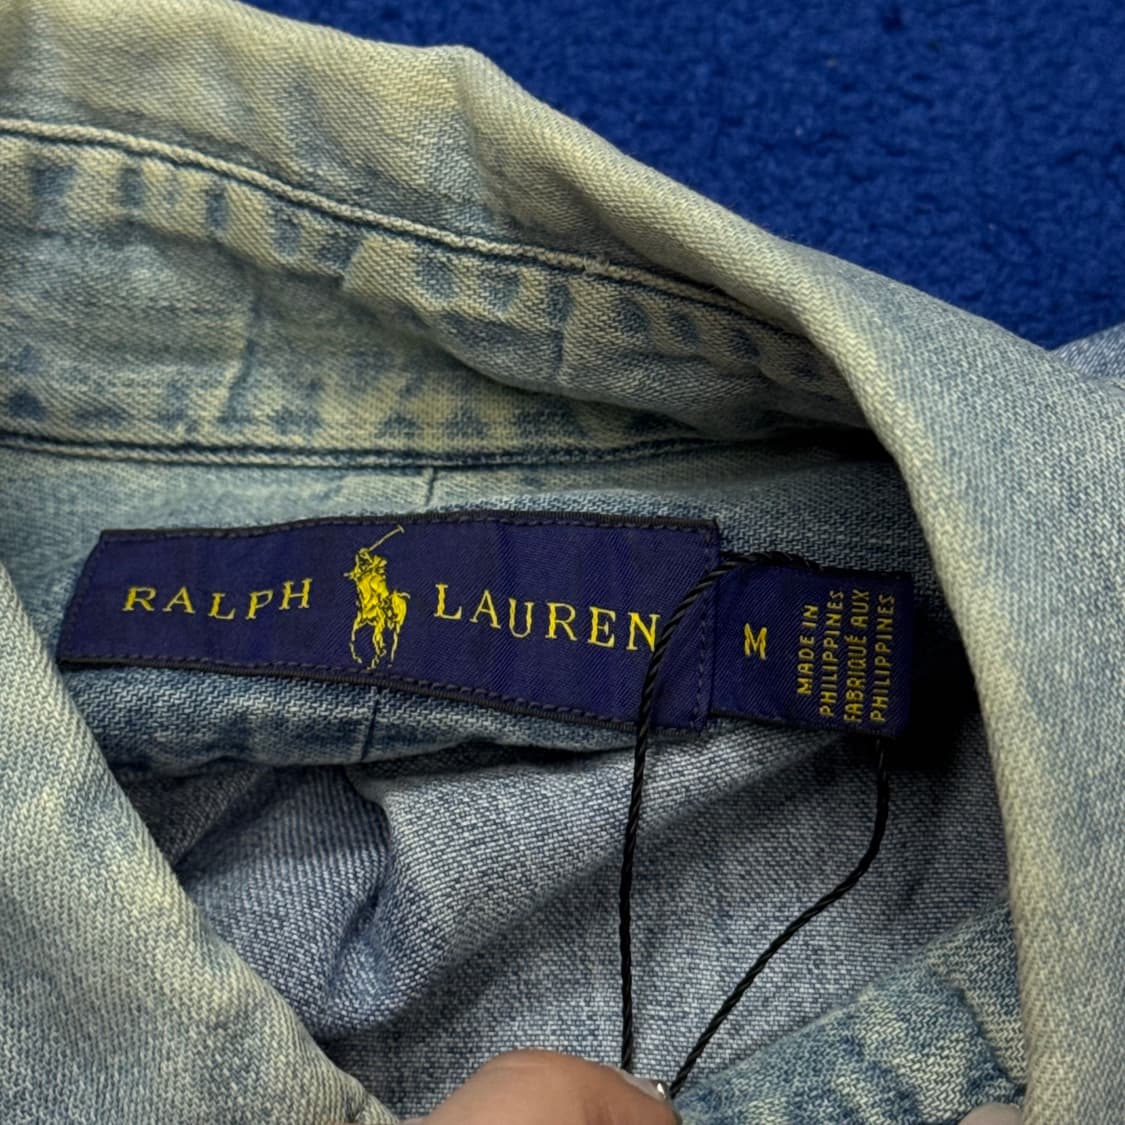 RALPH LAUREN
M
MADE IN
PHILIPPINES
FABRIQUÉ AUX
PHILIPPINES